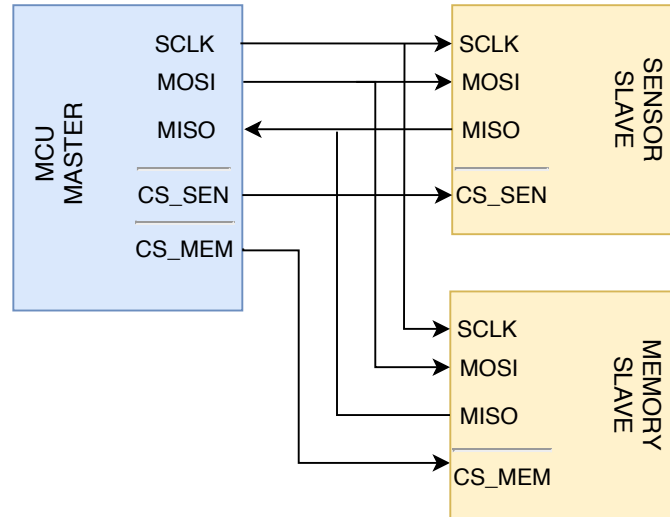 MCU
MASTER
SCLK
MOSI
MISO
CS_SEN
CS_MEM
SCLK
MOSI
MISO
CS_SEN
SENSOR
SLAVE
SCLK
MOSI
MISO
CS_MEM
MEMORY
SLAVE